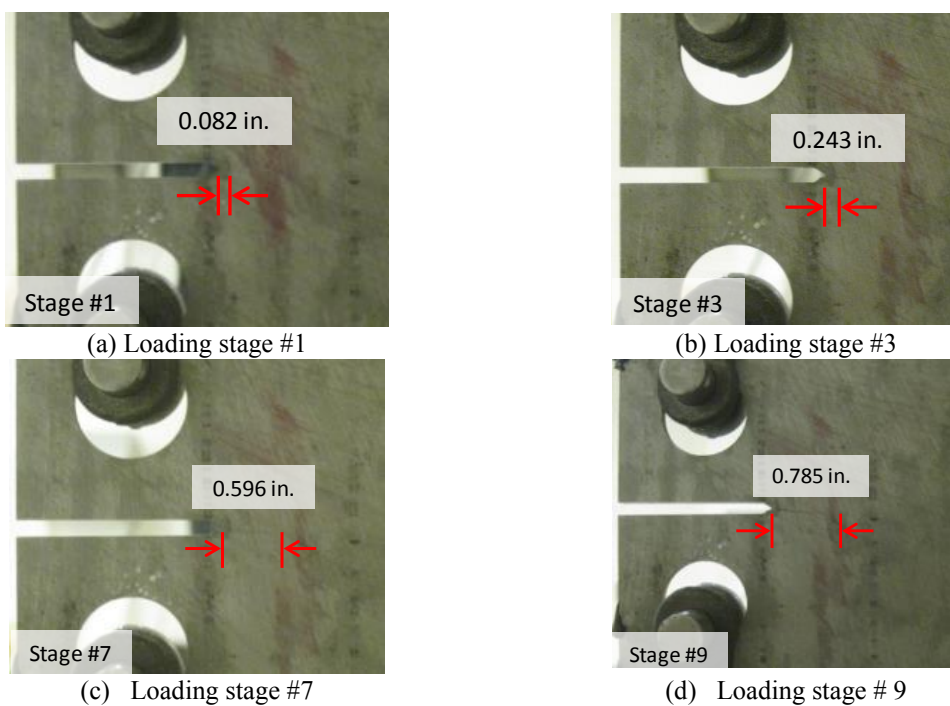 0.082 in.
Stage #1
(a) Loading stage #1
0.243 in.
Stage #3
(b) Loading stage #3
0.596 in.
Stage #7
(c) Loading stage #7
0.785 in.
Stage #9
(d) Loading stage # 9